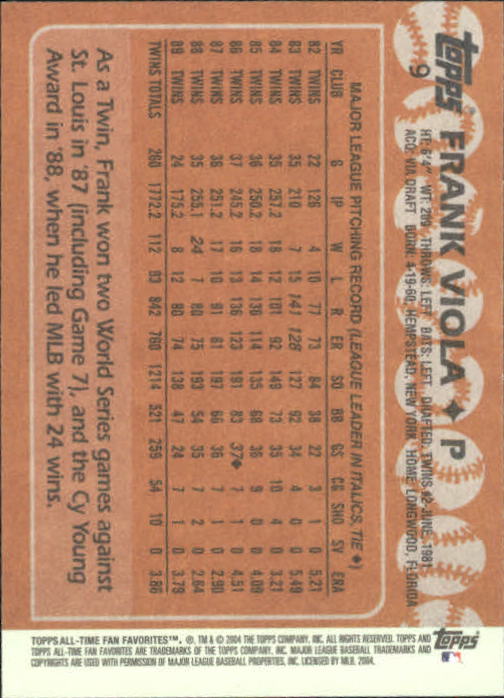 topps FRANK VIOLA ♦ P
9
HT: 6'4" WT: 209 THROWS: LEFT BATS: LEFT DRAFTED: TWINS #2-JUNE, 1981
ACQ: VIA DRAFT BORN: 4-19-60, HEMPSTEAD, NEW YORK HOME: LONGWOOD, FLORIDA
MAJOR LEAGUE PITCHING RECORD (LEAGUE LEADER IN ITALICS, TIE ♦)
YR CLUB G IP W L R ER SO BB GS CG SHO SV ERA
82 TWINS 22 126 4 10 77 73 84 38 22 3 1 0 5.21
83 TWINS 35 210 7 15 141 128 127 92 34 4 0 0 5.49
84 TWINS 35 257.2 18 12 101 92 149 73 35 10 4 0 3.21
85 TWINS 36 250.2 18 14 136 114 135 68 36 9 0 0 4.09
86 TWINS 37 245.2 16 13 136 123 191 83 37♦ 7 1 0 4.51
87 TWINS 36 251.2 17 10 91 81 197 66 36 7 1 0 2.90
88 TWINS 35 255.1 24 7 80 75 193 54 35 7 2 0 2.64
89 TWINS 24 175.2 8 12 80 74 138 47 24 7 1 0 3.79
TWINS TOTALS 260 1772.2 112 93 842 760 1214 521 259 54 10 0 3.86
As a Twin, Frank won two World Series games against
St. Louis in '87 (including Game 7), and the Cy Young
Award in '88, when he led MLB with 24 wins.
TOPPS ALL-TIME FAN FAVORITES™. ®, TM & © 2004 THE TOPPS COMPANY, INC. ALL RIGHTS RESERVED. TOPPS AND
TOPPS ALL-TIME FAN FAVORITES ARE TRADEMARKS OF THE TOPPS COMPANY, INC. MAJOR LEAGUE BASEBALL TRADEMARKS AND
COPYRIGHTS ARE USED WITH PERMISSION OF MAJOR LEAGUE BASEBALL PROPERTIES, INC. LICENSED BY MLB, 2004.
topps